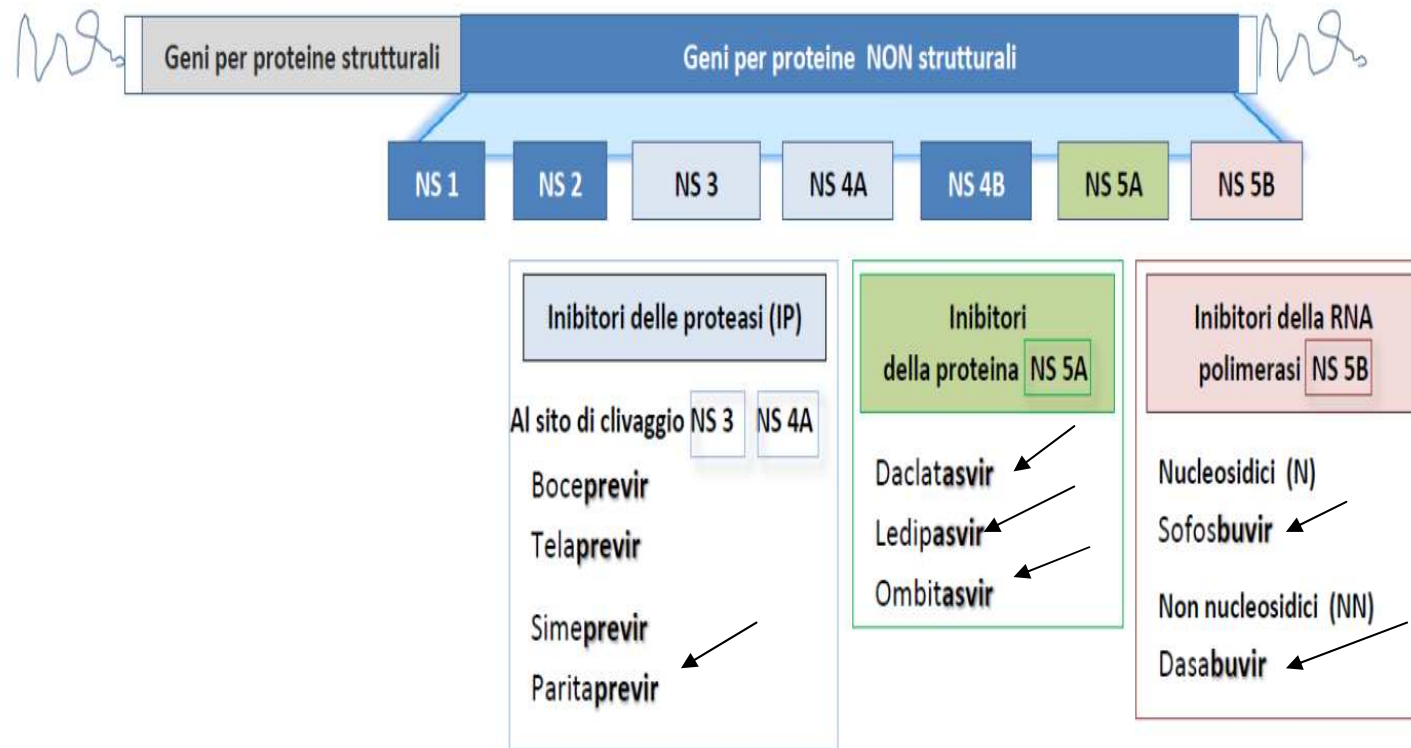 Geni per proteine strutturali
Geni per proteine NON strutturali
NS 1
NS 2
NS 3
NS 4A
NS 4B
NS 5A
NS 5B
Inibitori delle proteasi (IP)
Al sito di clivaggio NS 3 NS 4A
Boceprevir
Telaprevir
Simeprevir
Paritaprevir
Inibitori
della proteina NS 5A
Daclatasvir
Ledipasvir
Ombitasvir
Inibitori della RNA
polimerasi NS 5B
Nucleosidici (N)
Sofosbuvir
Non nucleosidici (NN)
Dasabuvir